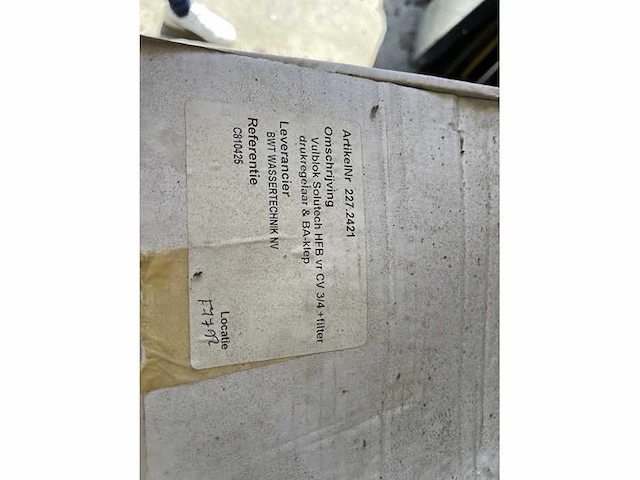 ArtikelNr 227.2421
Omschrijving
Vulblok Solutech HFB vr CV 3/4 +filter
drukregelaar & BA-klep
Leverancier
BWT WASSERTECHNIK NV
Referentie
C810425
Locatie